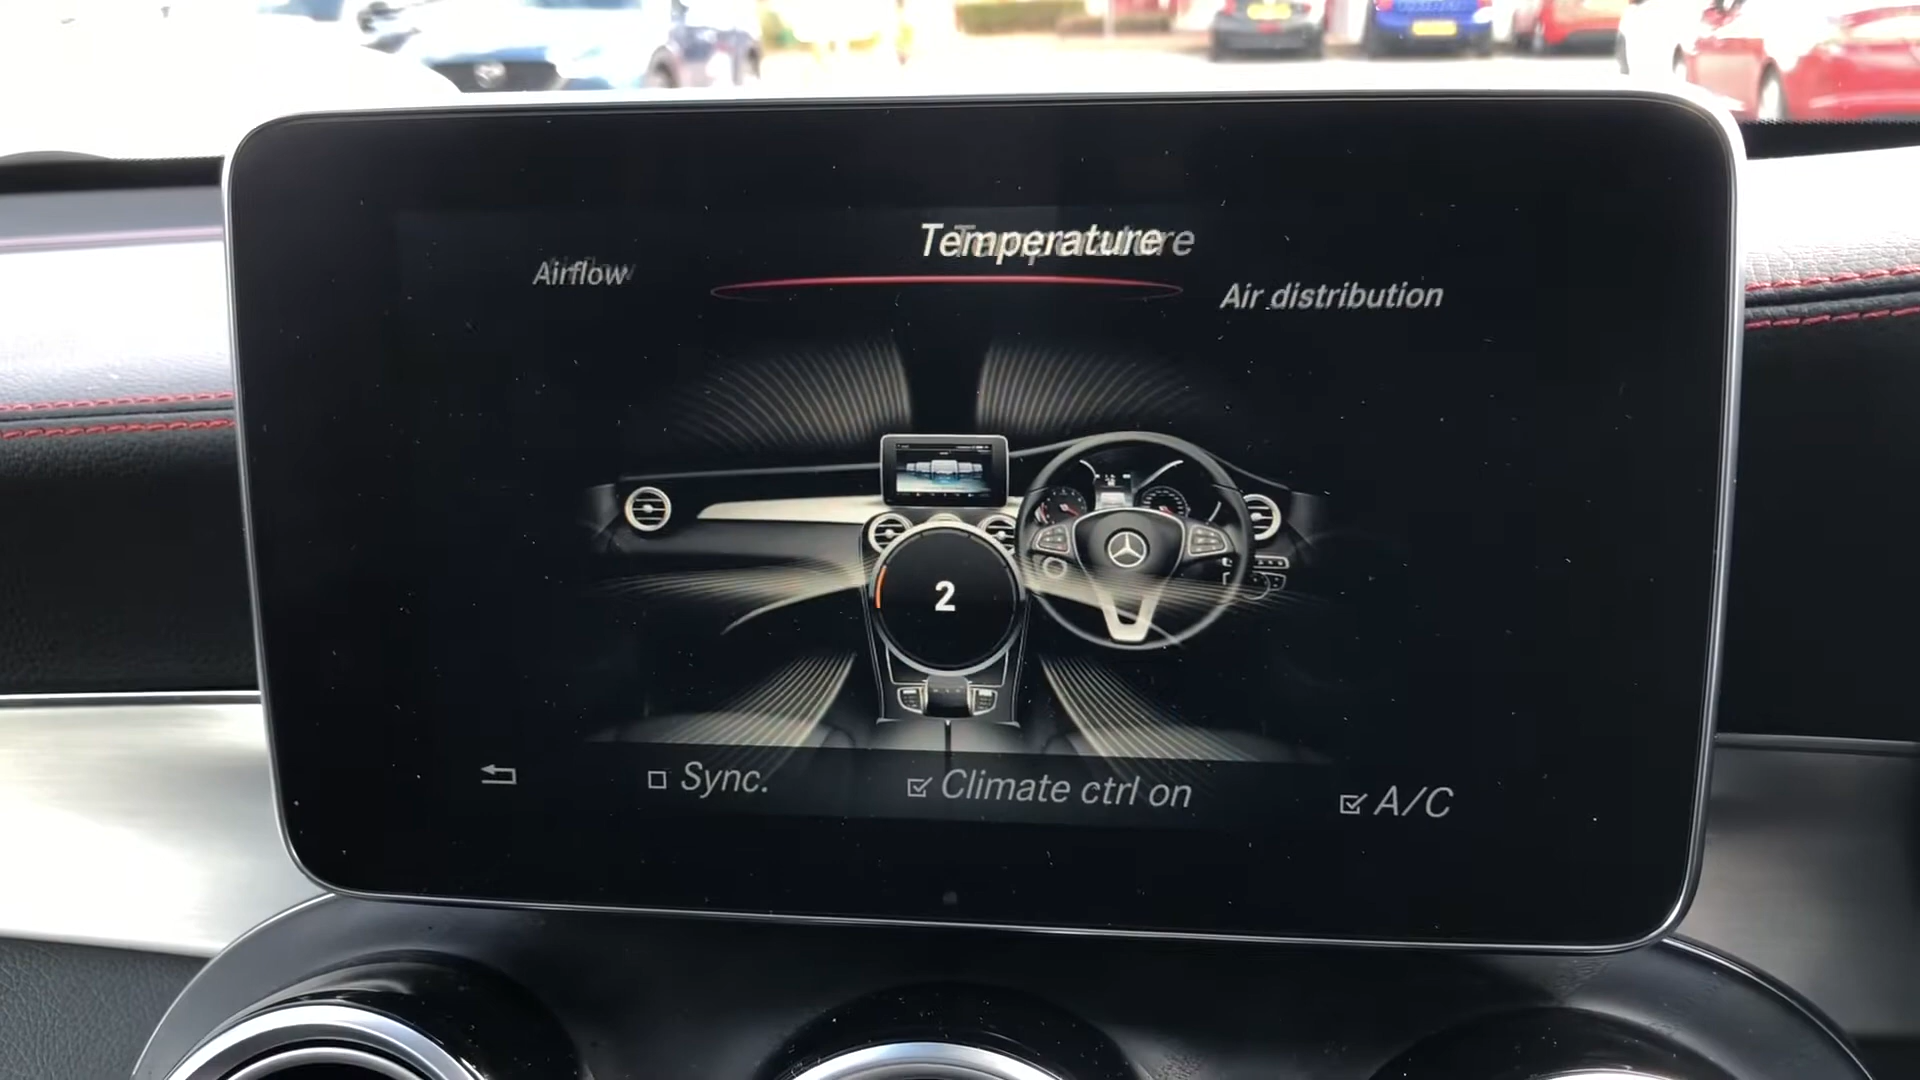 Temperature
Airflow
Air distribution
2
Sync.
Climate ctrl on
A/C